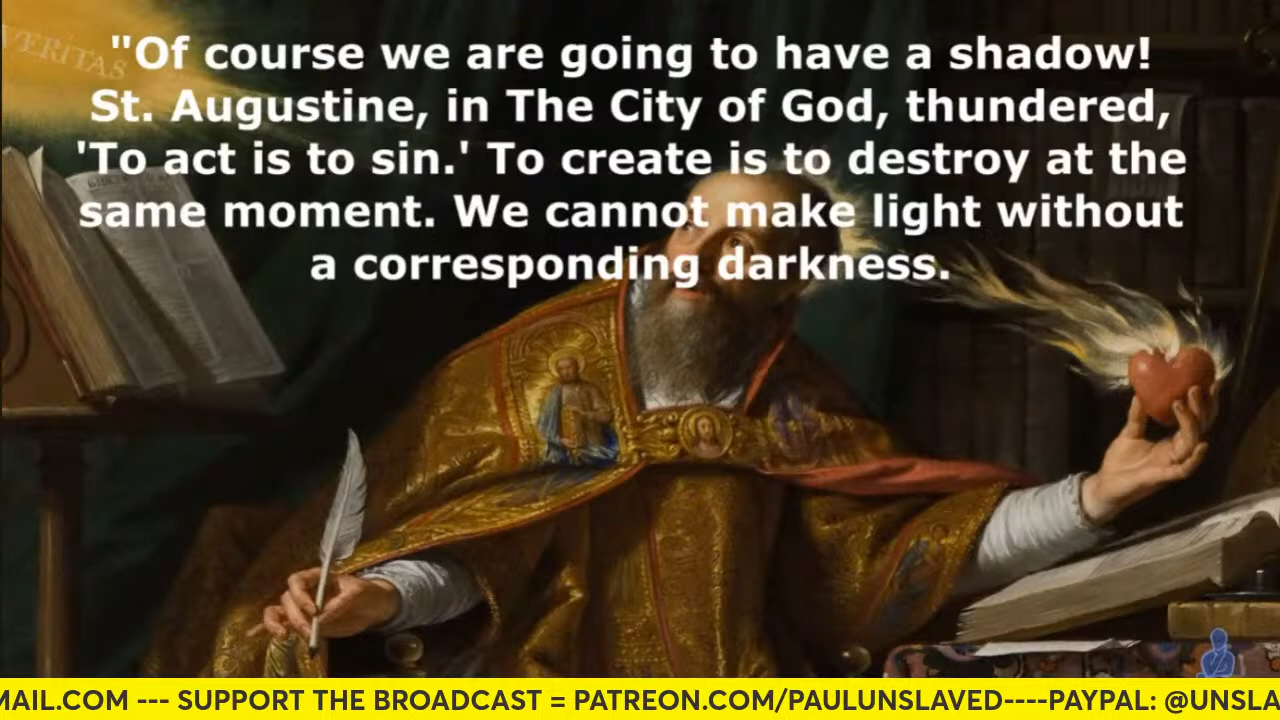 VERITAS
"Of course we are going to have a shadow!
St. Augustine, in The City of God, thundered,
'To act is to sin.' To create is to destroy at the
same moment. We cannot make light without
a corresponding darkness.
MAIL.COM --- SUPPORT THE BROADCAST = PATREON.COM/PAULUNSLAVED----PAYPAL: @UNSLA